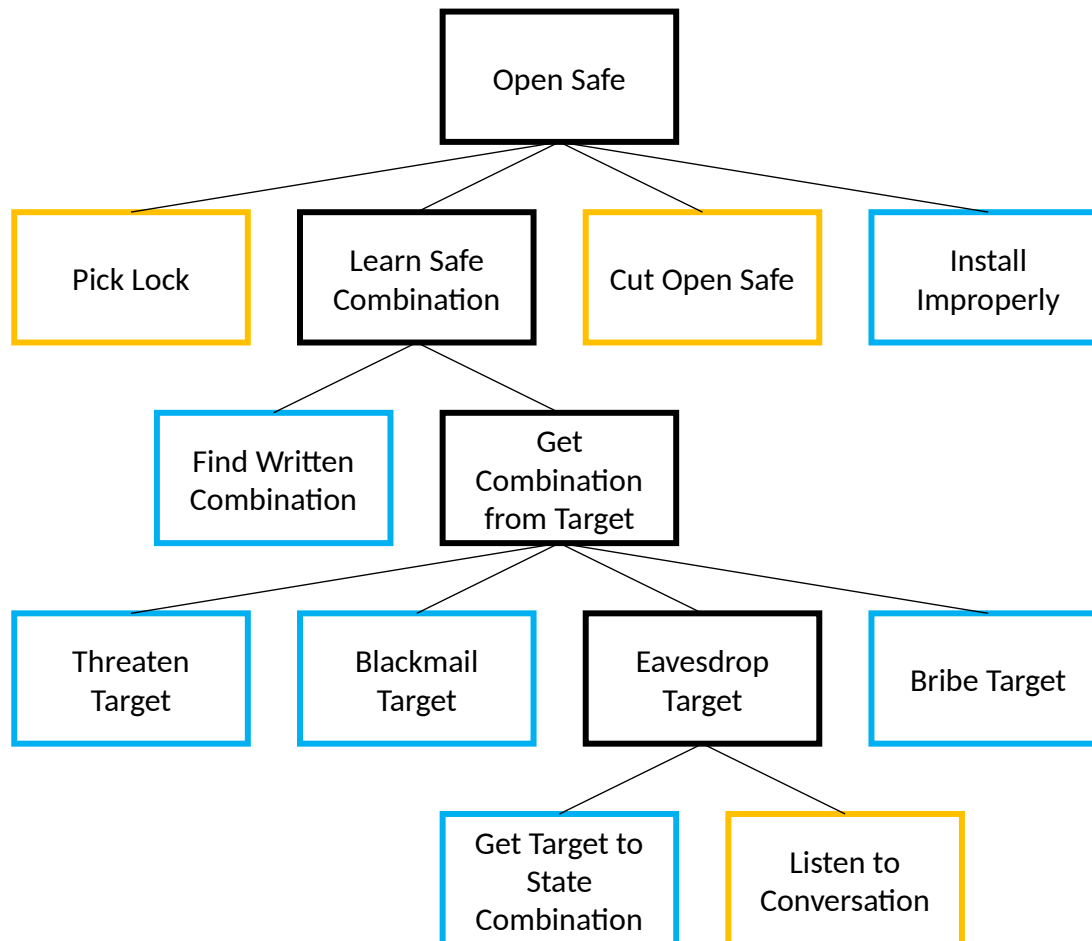 Open Safe
Pick Lock
Learn Safe
Combination
Cut Open Safe
Install
Improperly
Find Written
Combination
Get
Combination
from Target
Threaten
Target
Blackmail
Target
Eavesdrop
Target
Bribe Target
Get Target to
State
Combination
Listen to
Conversation